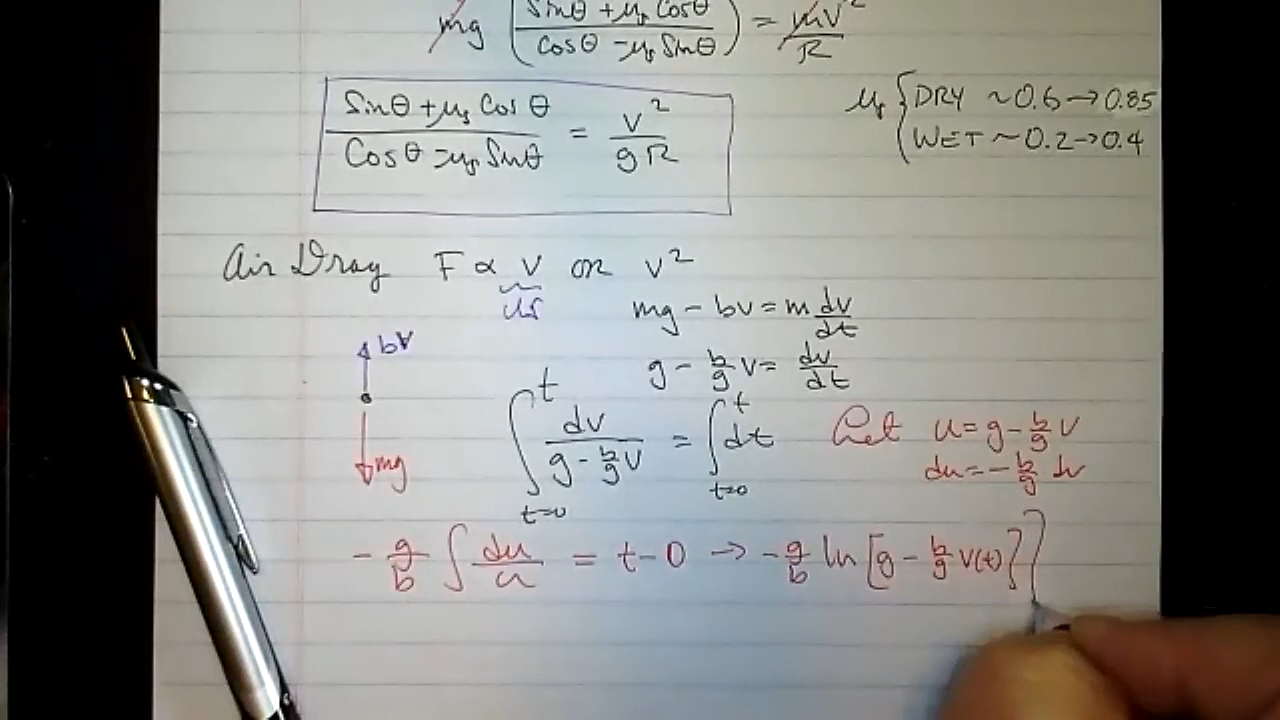 mg (sinθ + μs cosθ / cosθ - μs sinθ) = mv² / R
sinθ + μs cosθ / cosθ - μs sinθ = v² / gR
μs { DRY ~0.6→0.85
WET ~0.2→0.4
Air Drag F ∝ v or v²
us
mg - bv = m dv/dt
bv
g - b/g v = dv/dt
mg
∫ t=0 t dv / g - b/g v = ∫ t=0 t dt
Let u = g - b/g v
du = - b/g dv
- g/b ∫ du/u = t - 0 → - g/b ln [g - b/g v(t)}